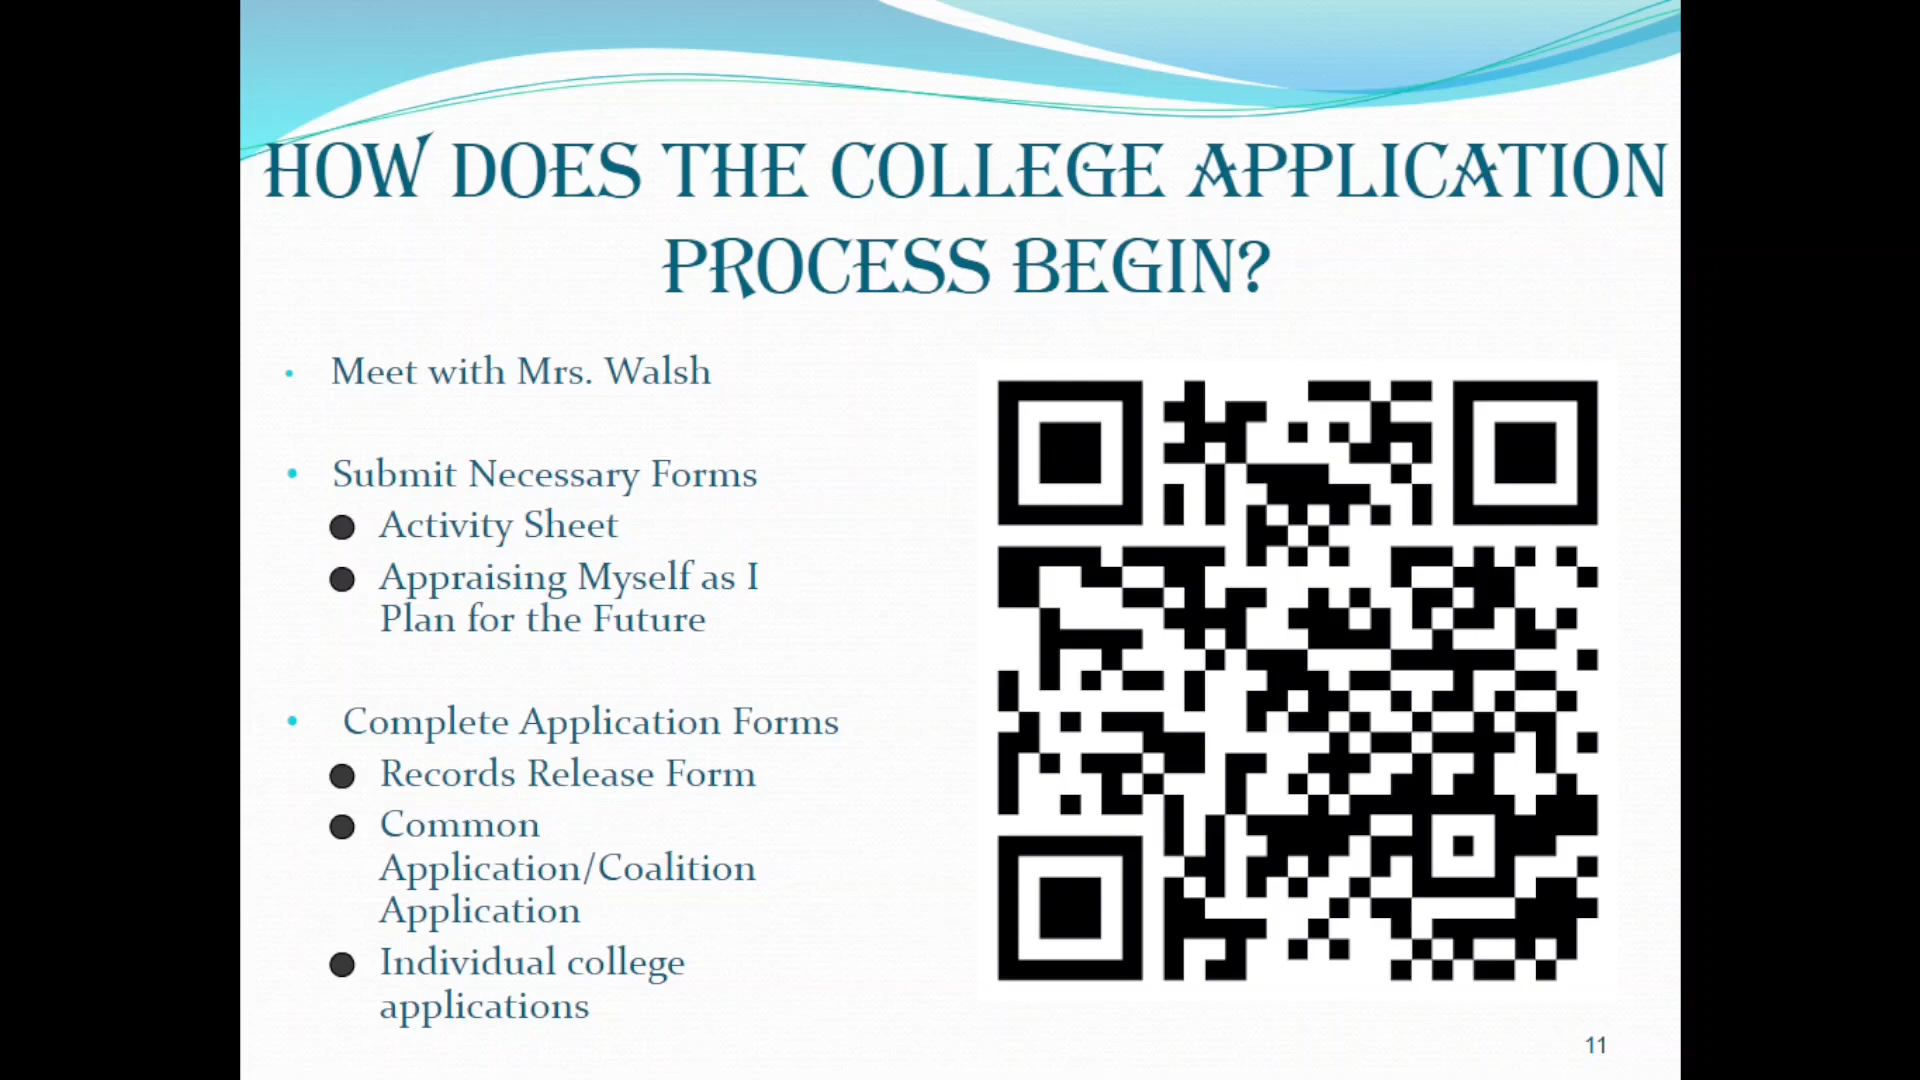 HOW DOES THE COLLEGE APPLICATION
PROCESS BEGIN?
• Meet with Mrs. Walsh
• Submit Necessary Forms
● Activity Sheet
● Appraising Myself as I
Plan for the Future
• Complete Application Forms
● Records Release Form
● Common
Application/Coalition
Application
● Individual college
applications
11